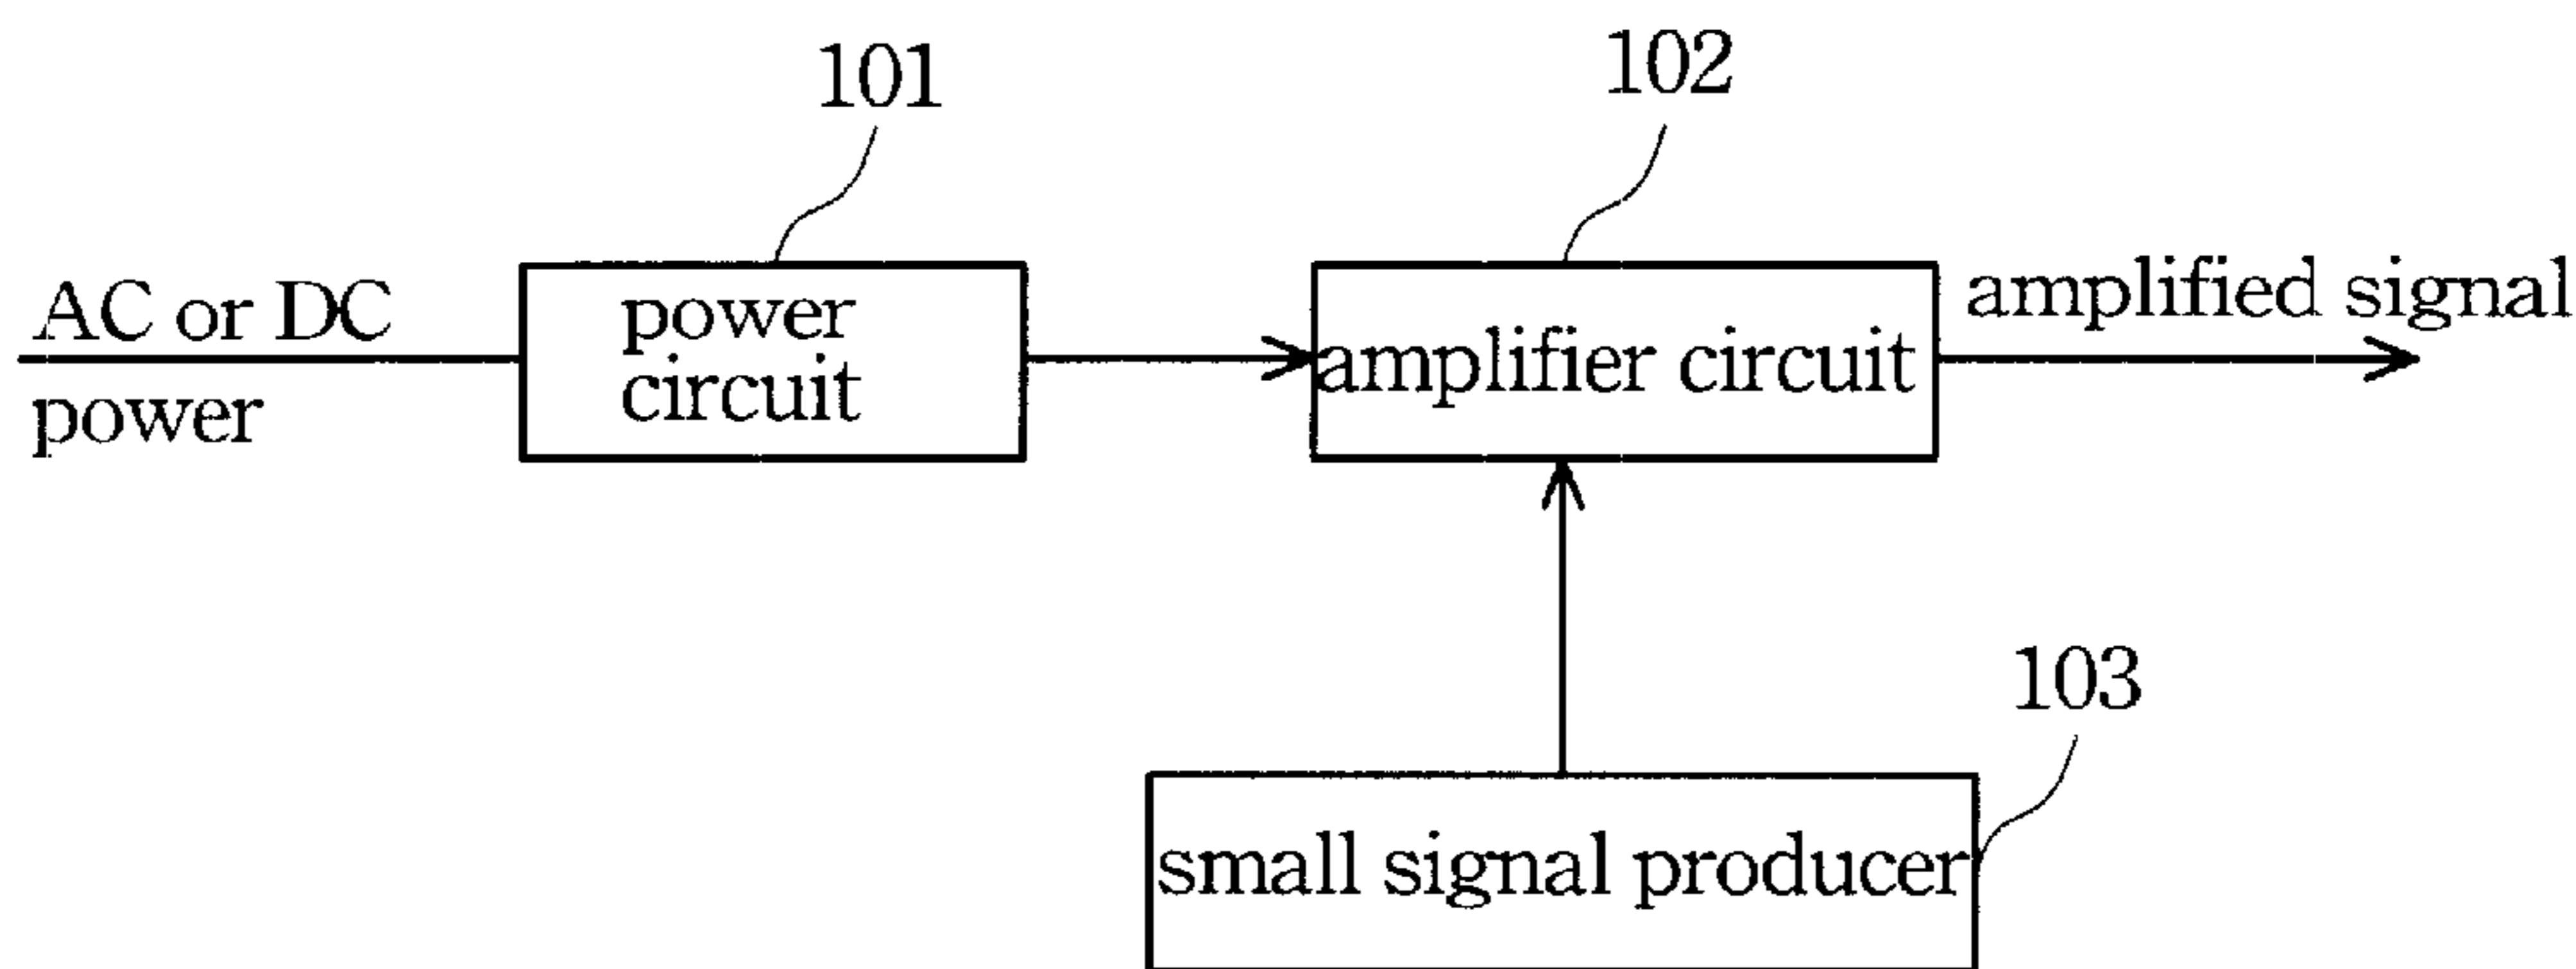 101
102
AC or DC
power
power
circuit
amplifier circuit
amplified signal
103
small signal producer